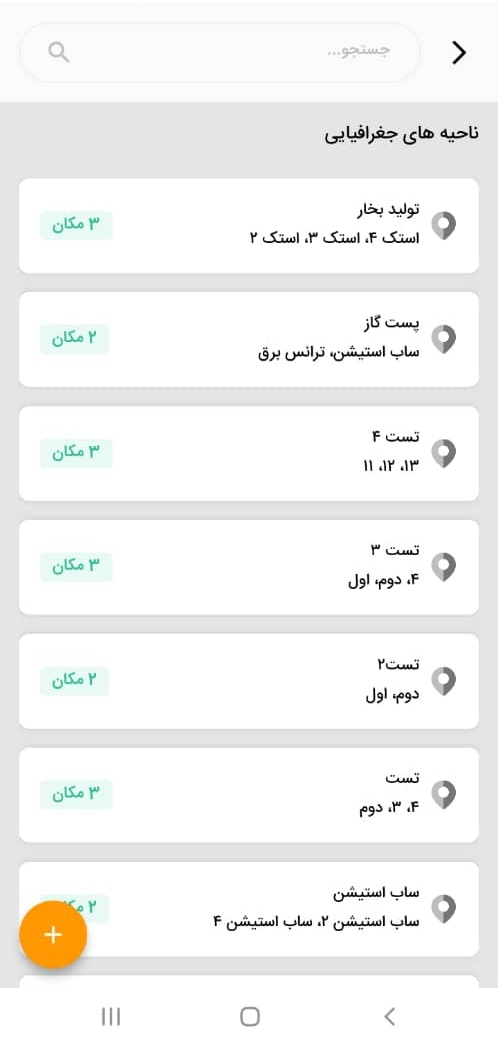 جستجو...
ناحیه های جغرافیایی
تولید بخار
استک ۴، استک ۳، استک ۲
۳ مکان
پست گاز
ساب استیشن، ترانس برق
۲ مکان
تست ۴
۱۳، ۱۲، ۱۱
۳ مکان
تست ۳
۴، دوم، اول
۳ مکان
تست۲
دوم، اول
۲ مکان
تست
۴، ۳، دوم
۳ مکان
ساب استیشن
ساب استیشن ۲، ساب استیشن ۴
۲ مکان
+